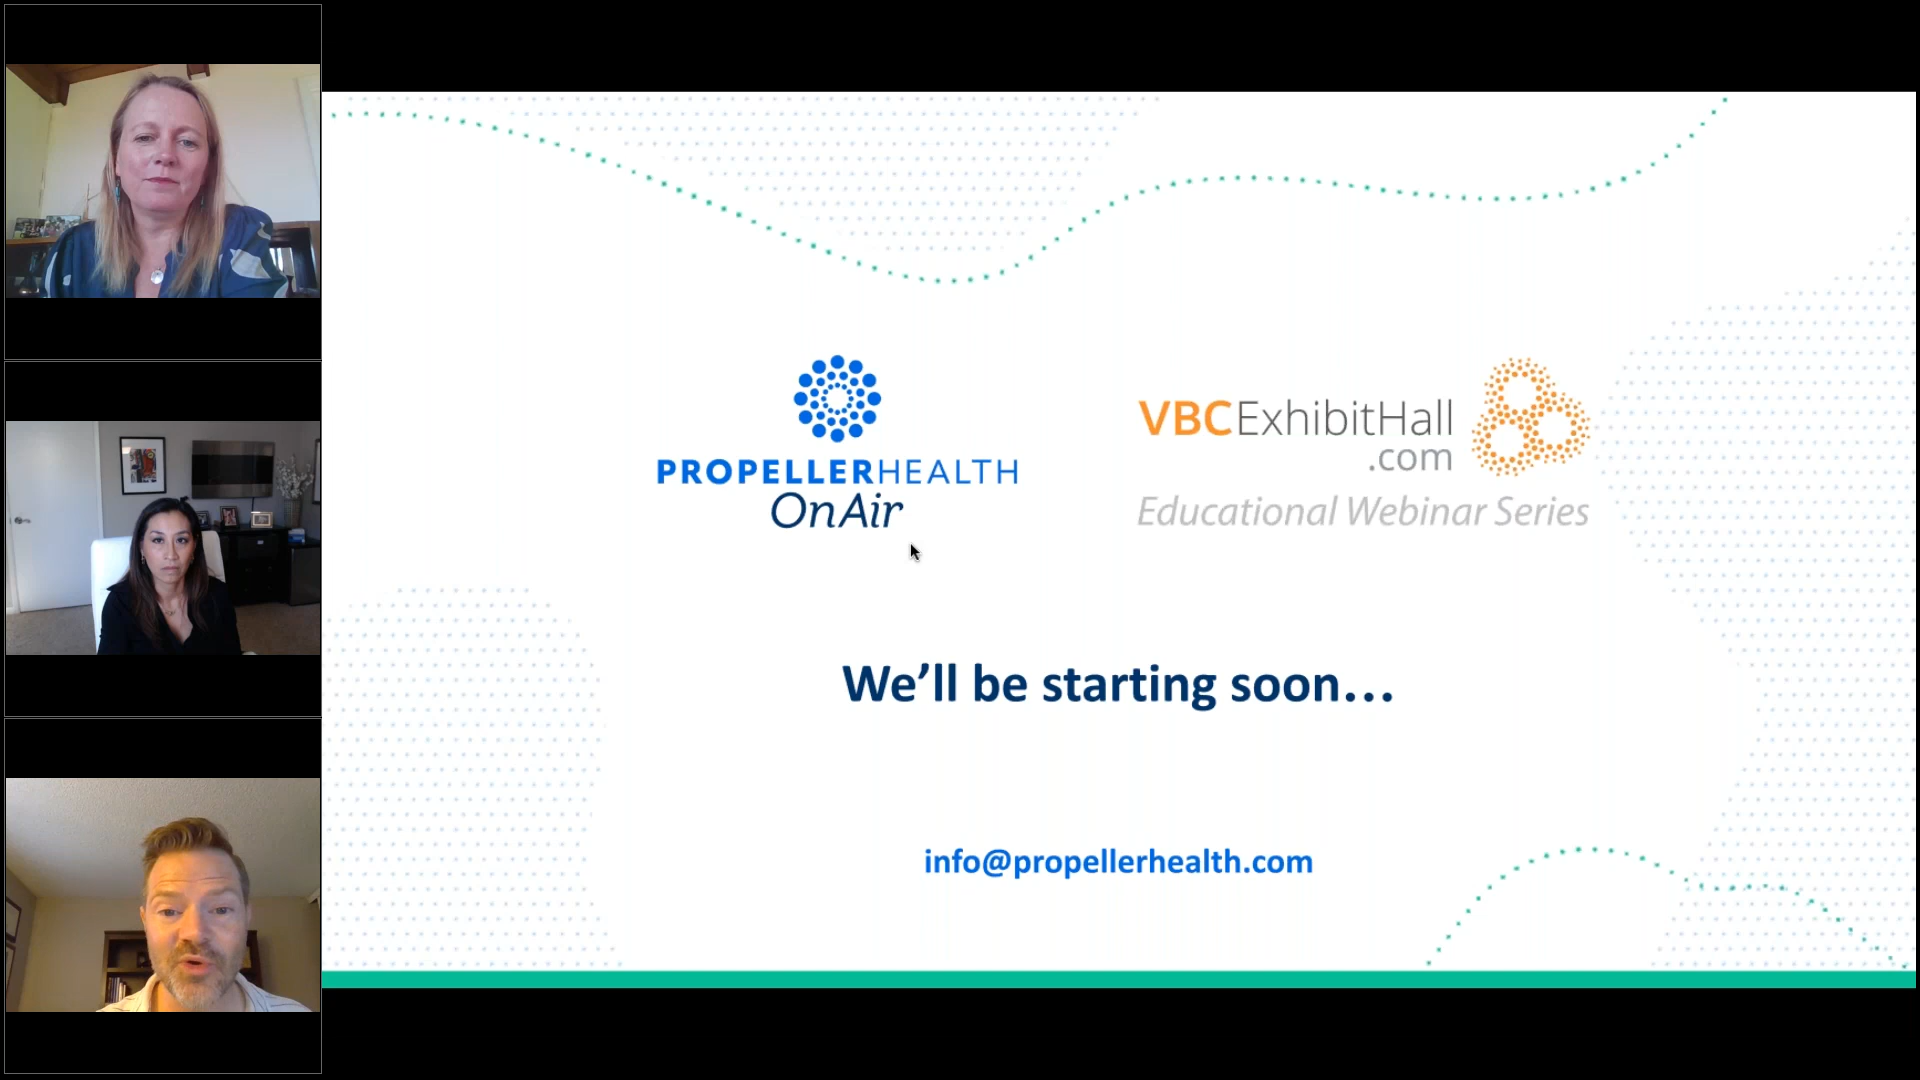 PROPELLERHEALTH
OnAir
VBCExhibitHall
.com
Educational Webinar Series
We’ll be starting soon…
info@propellerhealth.com